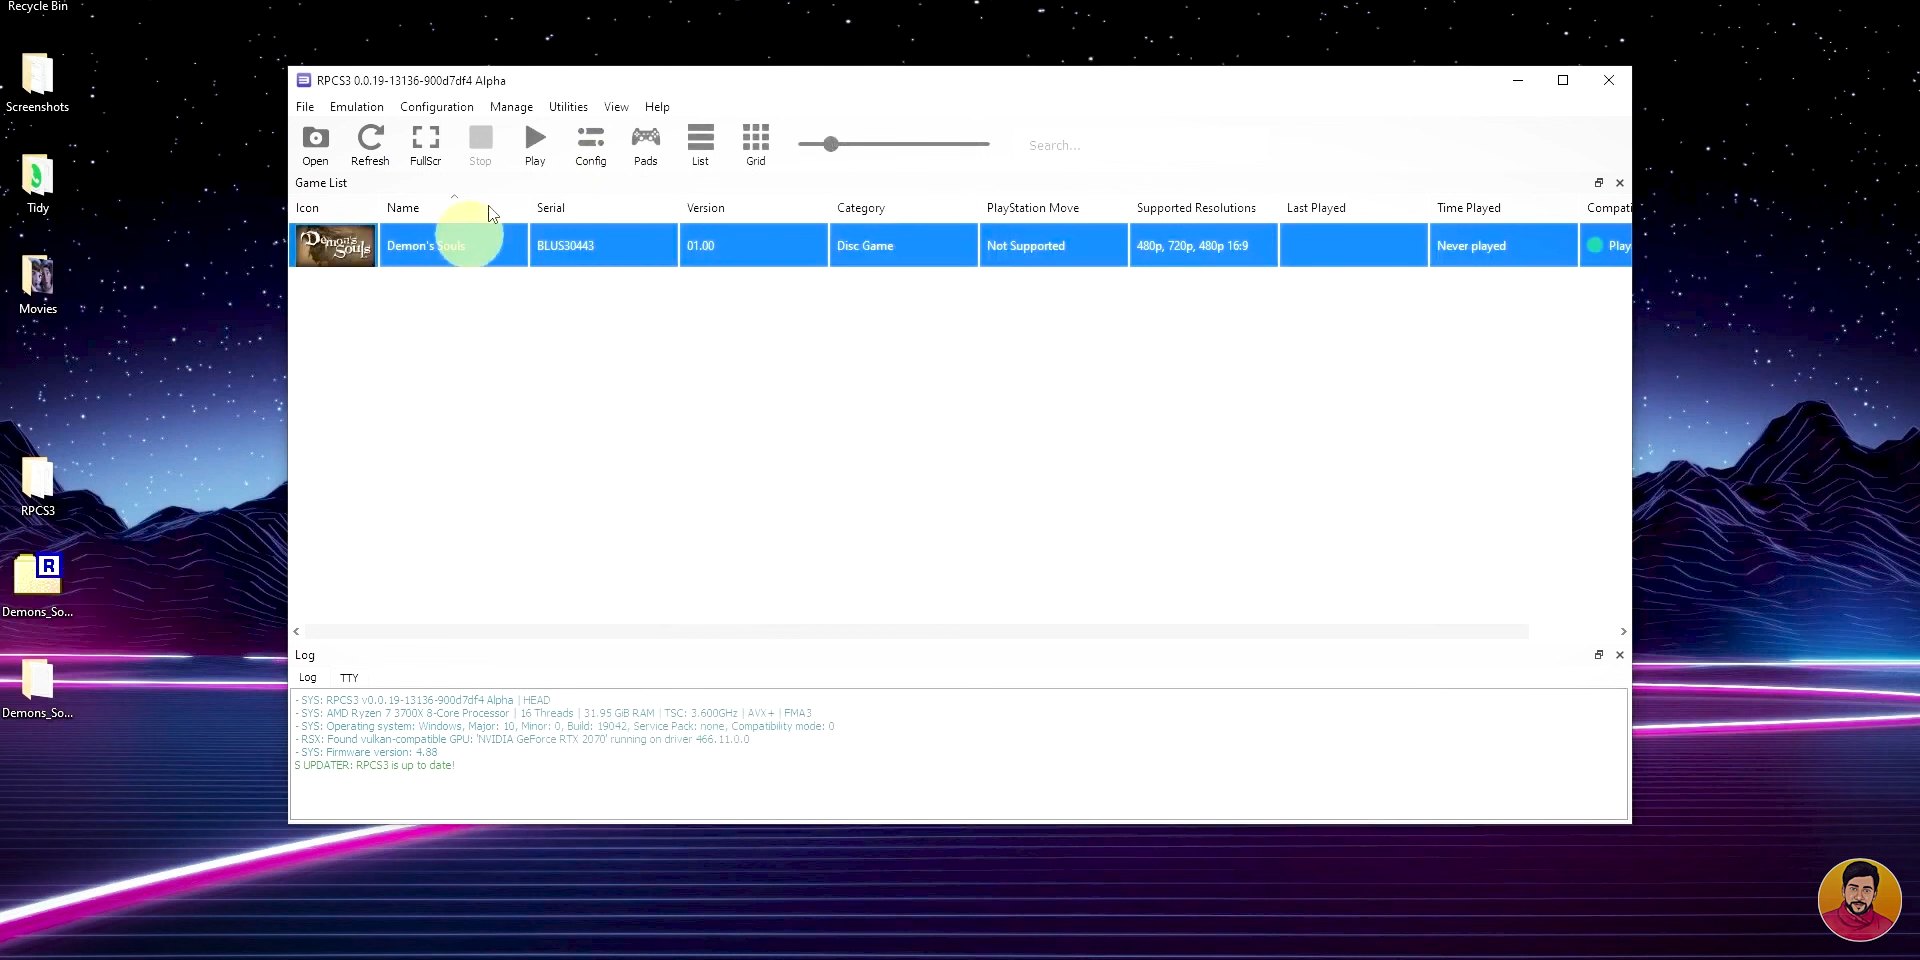 Recycle Bin
Screenshots
Tidy
Movies
RPCS3
R
Demons_So...
Demons_So...
RPCS3 0.0.19-13136-900d7df4 Alpha
File Emulation Configuration Manage Utilities View Help
Open Refresh FullScr Stop Play Config Pads List Grid Search...
Game List
Icon Name Serial Version Category PlayStation Move Supported Resolutions Last Played Time Played Compati
Demon's Souls Demon's Souls BLUS30443 01.00 Disc Game Not Supported 480p, 720p, 480p 16:9 Never played Play
Log
Log TTY
- SYS: RPCS3 v0.0.19-13136-900d7df4 Alpha | HEAD
- SYS: AMD Ryzen 7 3700X 8-Core Processor | 16 Threads | 31.95 GiB RAM | TSC: 3.600GHz | AVX+ | FMA3
- SYS: Operating system: Windows, Major: 10, Minor: 0, Build: 19042, Service Pack: none, Compatibility mode: 0
- RSX: Found vulkan-compatible GPU: 'NVIDIA GeForce RTX 2070' running on driver 466.11.0.0
- SYS: Firmware version: 4.88
S UPDATER: RPCS3 is up to date!